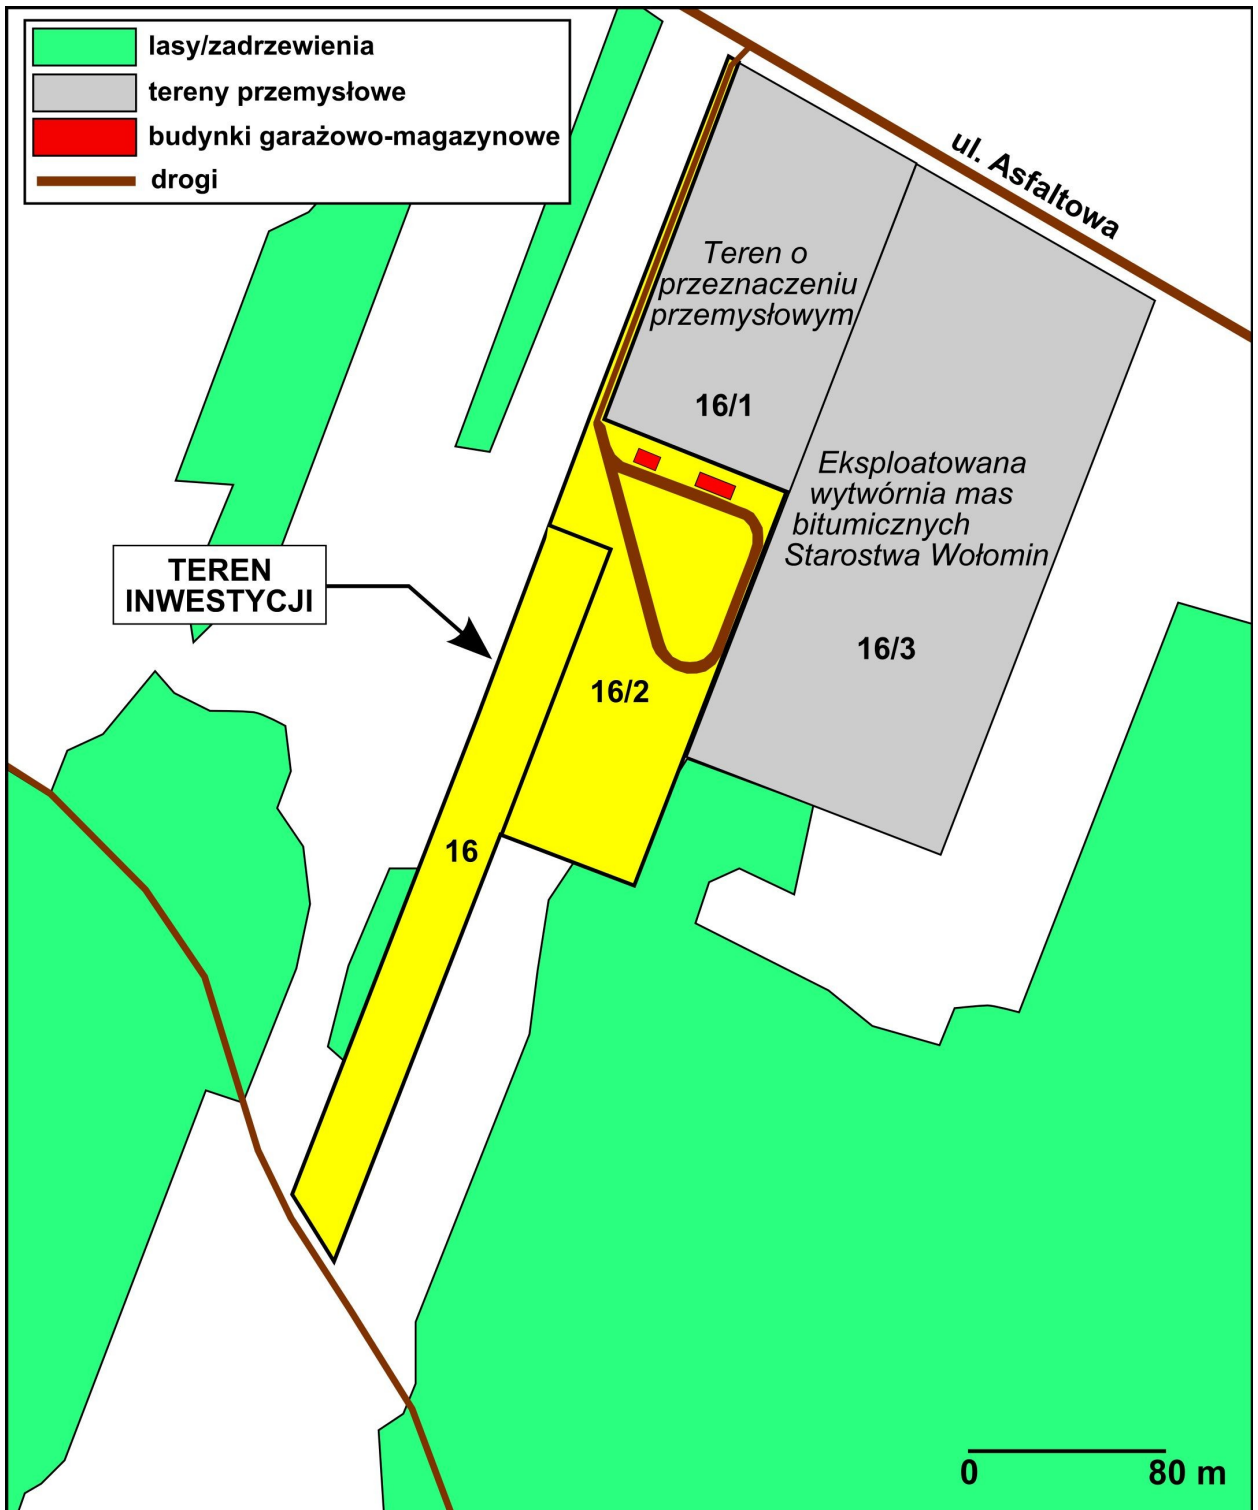 lasy/zadrzewienia
tereny przemysłowe
budynki garażowo-magazynowe
drogi
ul. Asfaltowa
Teren o
przeznaczeniu
przemysłowym
16/1
Eksploatowana
wytwórnia mas
bitumicznych
Starostwa Wołomin
16/3
TEREN
INWESTYCJI
16/2
16
0 80 m